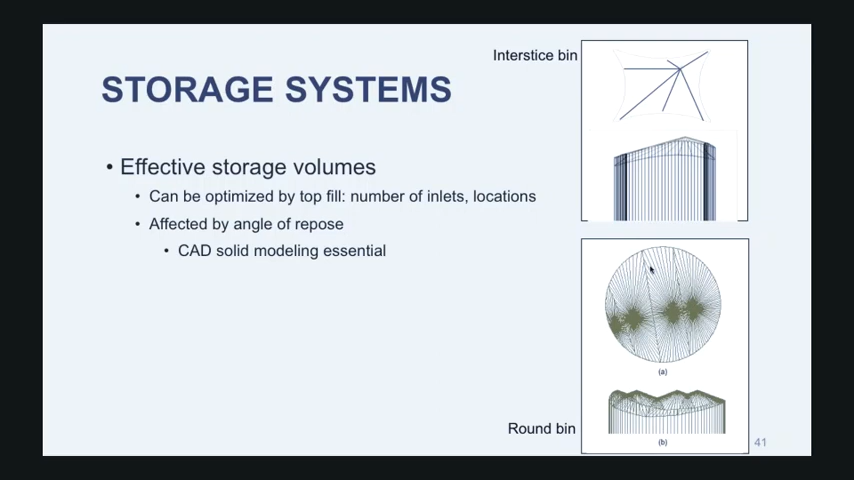 Interstice bin
STORAGE SYSTEMS
• Effective storage volumes
• Can be optimized by top fill: number of inlets, locations
• Affected by angle of repose
• CAD solid modeling essential
(a)
Round bin
(b)
41